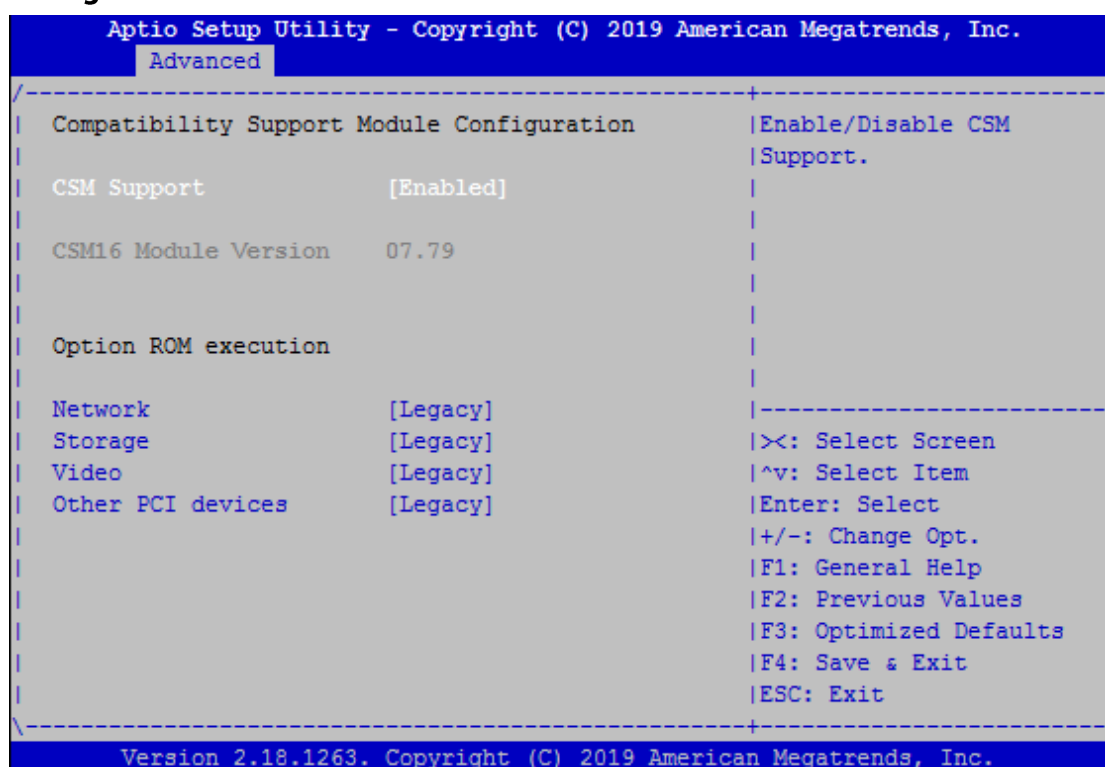 Aptio Setup Utility - Copyright (C) 2019 American Megatrends, Inc.
Advanced
/----------------------------------------------------+-------------------------
| Compatibility Support Module Configuration |Enable/Disable CSM
| |Support.
| CSM Support [Enabled] |
| |
| CSM16 Module Version 07.79 |
| |
| |
| Option ROM execution |
| |
| Network [Legacy] |-------------------------
| Storage [Legacy] |><: Select Screen
| Video [Legacy] |^v: Select Item
| Other PCI devices [Legacy] |Enter: Select
| |+/-: Change Opt.
| |F1: General Help
| |F2: Previous Values
| |F3: Optimized Defaults
| |F4: Save & Exit
| |ESC: Exit
\----------------------------------------------------+-------------------------
Version 2.18.1263. Copyright (C) 2019 American Megatrends, Inc.